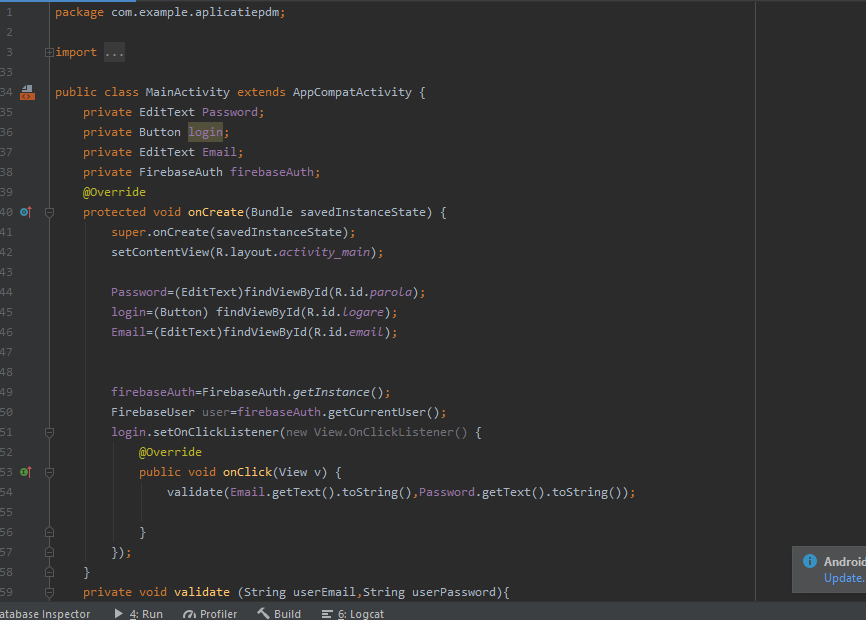 1 package com.example.aplicatiepdm;
2
3 import ...
33
34 public class MainActivity extends AppCompatActivity {
35 private EditText Password;
36 private Button login;
37 private EditText Email;
38 private FirebaseAuth firebaseAuth;
39 @Override
40 protected void onCreate(Bundle savedInstanceState) {
41 super.onCreate(savedInstanceState);
42 setContentView(R.layout.activity_main);
43
44 Password=(EditText)findViewById(R.id.parola);
45 login=(Button) findViewById(R.id.logare);
46 Email=(EditText)findViewById(R.id.email);
47
48
49 firebaseAuth=FirebaseAuth.getInstance();
50 FirebaseUser user=firebaseAuth.getCurrentUser();
51 login.setOnClickListener(new View.OnClickListener() {
52 @Override
53 public void onClick(View v) {
54 validate(Email.getText().toString(),Password.getText().toString());
55
56 }
57 });
58 }
59 private void validate (String userEmail,String userPassword){
Android
Update.
atabase Inspector 4: Run Profiler Build 6: Logcat